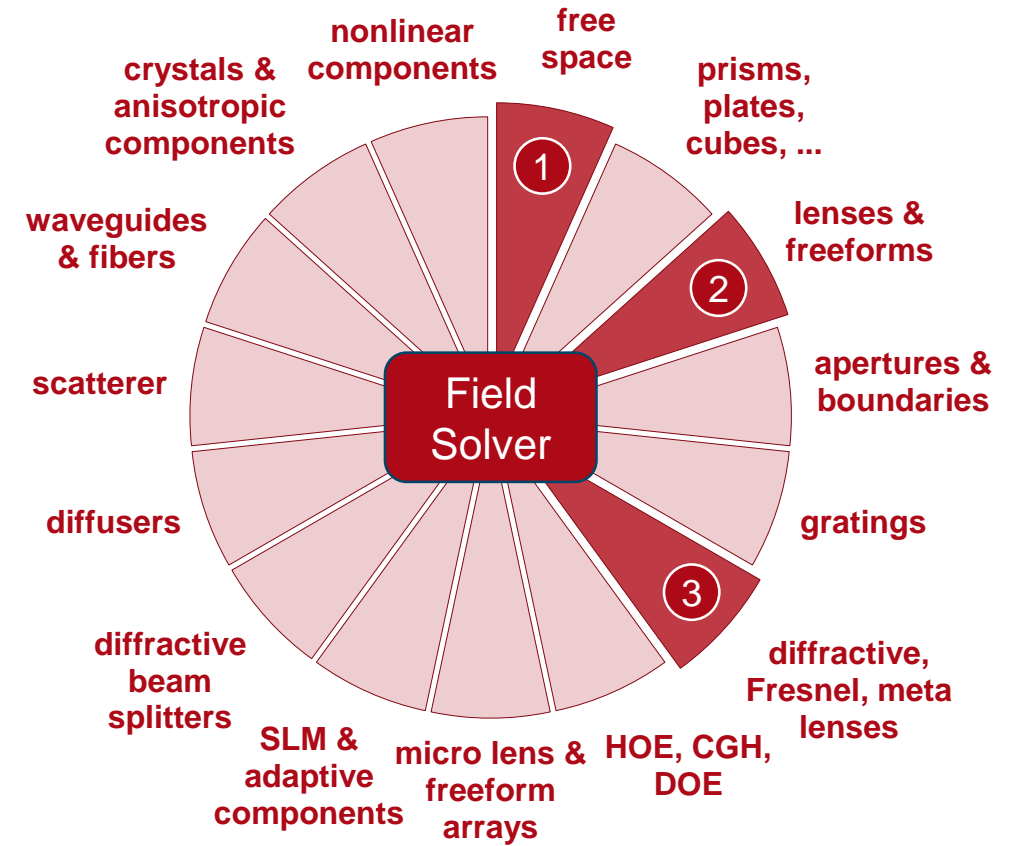 free
space
1
prisms,
plates,
cubes, ...
lenses &
freeforms
2
apertures &
boundaries
gratings
3
diffractive,
Fresnel, meta
lenses
HOE, CGH,
DOE
micro lens &
freeform
arrays
SLM &
adaptive
components
diffractive
beam
splitters
diffusers
scatterer
waveguides
& fibers
crystals &
anisotropic
components
nonlinear
components
Field
Solver